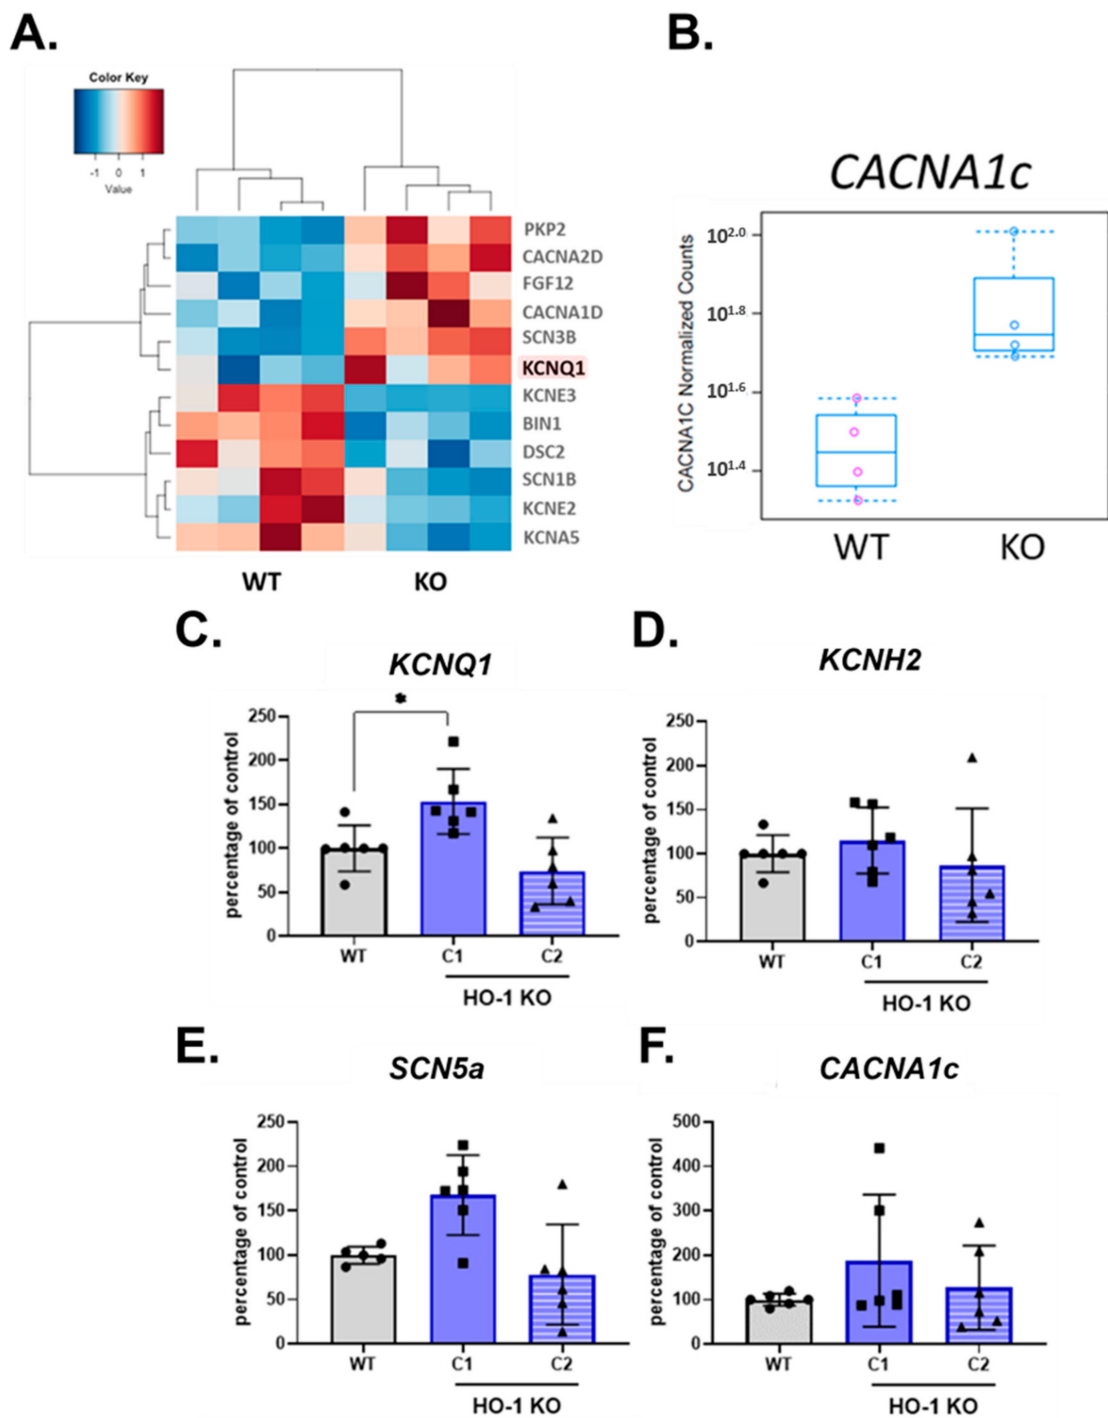 A.
Color Key
-1 0 1
Value
PKP2
CACNA2D
FGF12
CACNA1D
SCN3B
KCNQ1
KCNE3
BIN1
DSC2
SCN1B
KCNE2
KCNA5
WT KO
B.
CACNA1c
CACNA1C Normalized Counts
10^2.0
10^1.8
10^1.6
10^1.4
WT KO
C.
KCNQ1
*
percentage of control
250
200
150
100
50
0
WT C1 C2
HO-1 KO
D.
KCNH2
percentage of control
250
200
150
100
50
0
WT C1 C2
HO-1 KO
E.
SCN5a
percentage of control
250
200
150
100
50
0
WT C1 C2
HO-1 KO
F.
CACNA1c
percentage of control
500
400
300
200
100
0
WT C1 C2
HO-1 KO